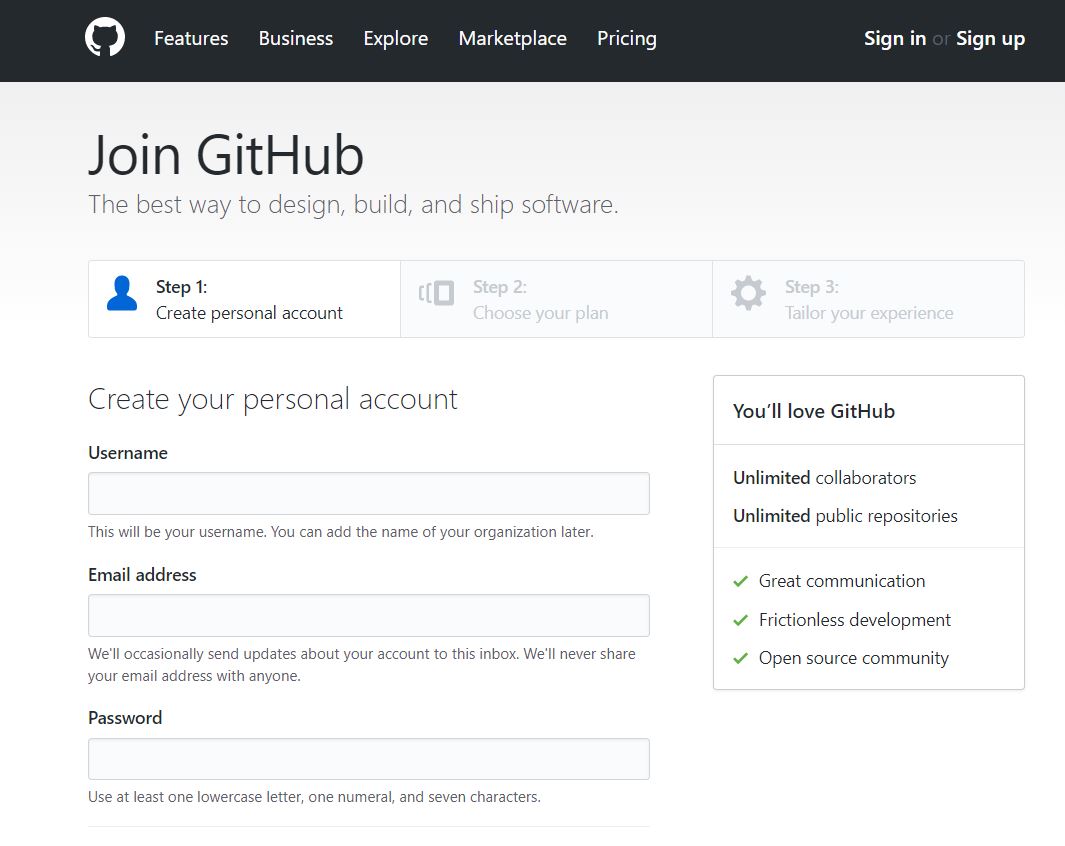 Features Business Explore Marketplace Pricing Sign in or Sign up
Join GitHub
The best way to design, build, and ship software.
Step 1:
Create personal account
Step 2:
Choose your plan
Step 3:
Tailor your experience
Create your personal account
Username
This will be your username. You can add the name of your organization later.
Email address
We'll occasionally send updates about your account to this inbox. We'll never share
your email address with anyone.
Password
Use at least one lowercase letter, one numeral, and seven characters.
You’ll love GitHub
Unlimited collaborators
Unlimited public repositories
Great communication
Frictionless development
Open source community